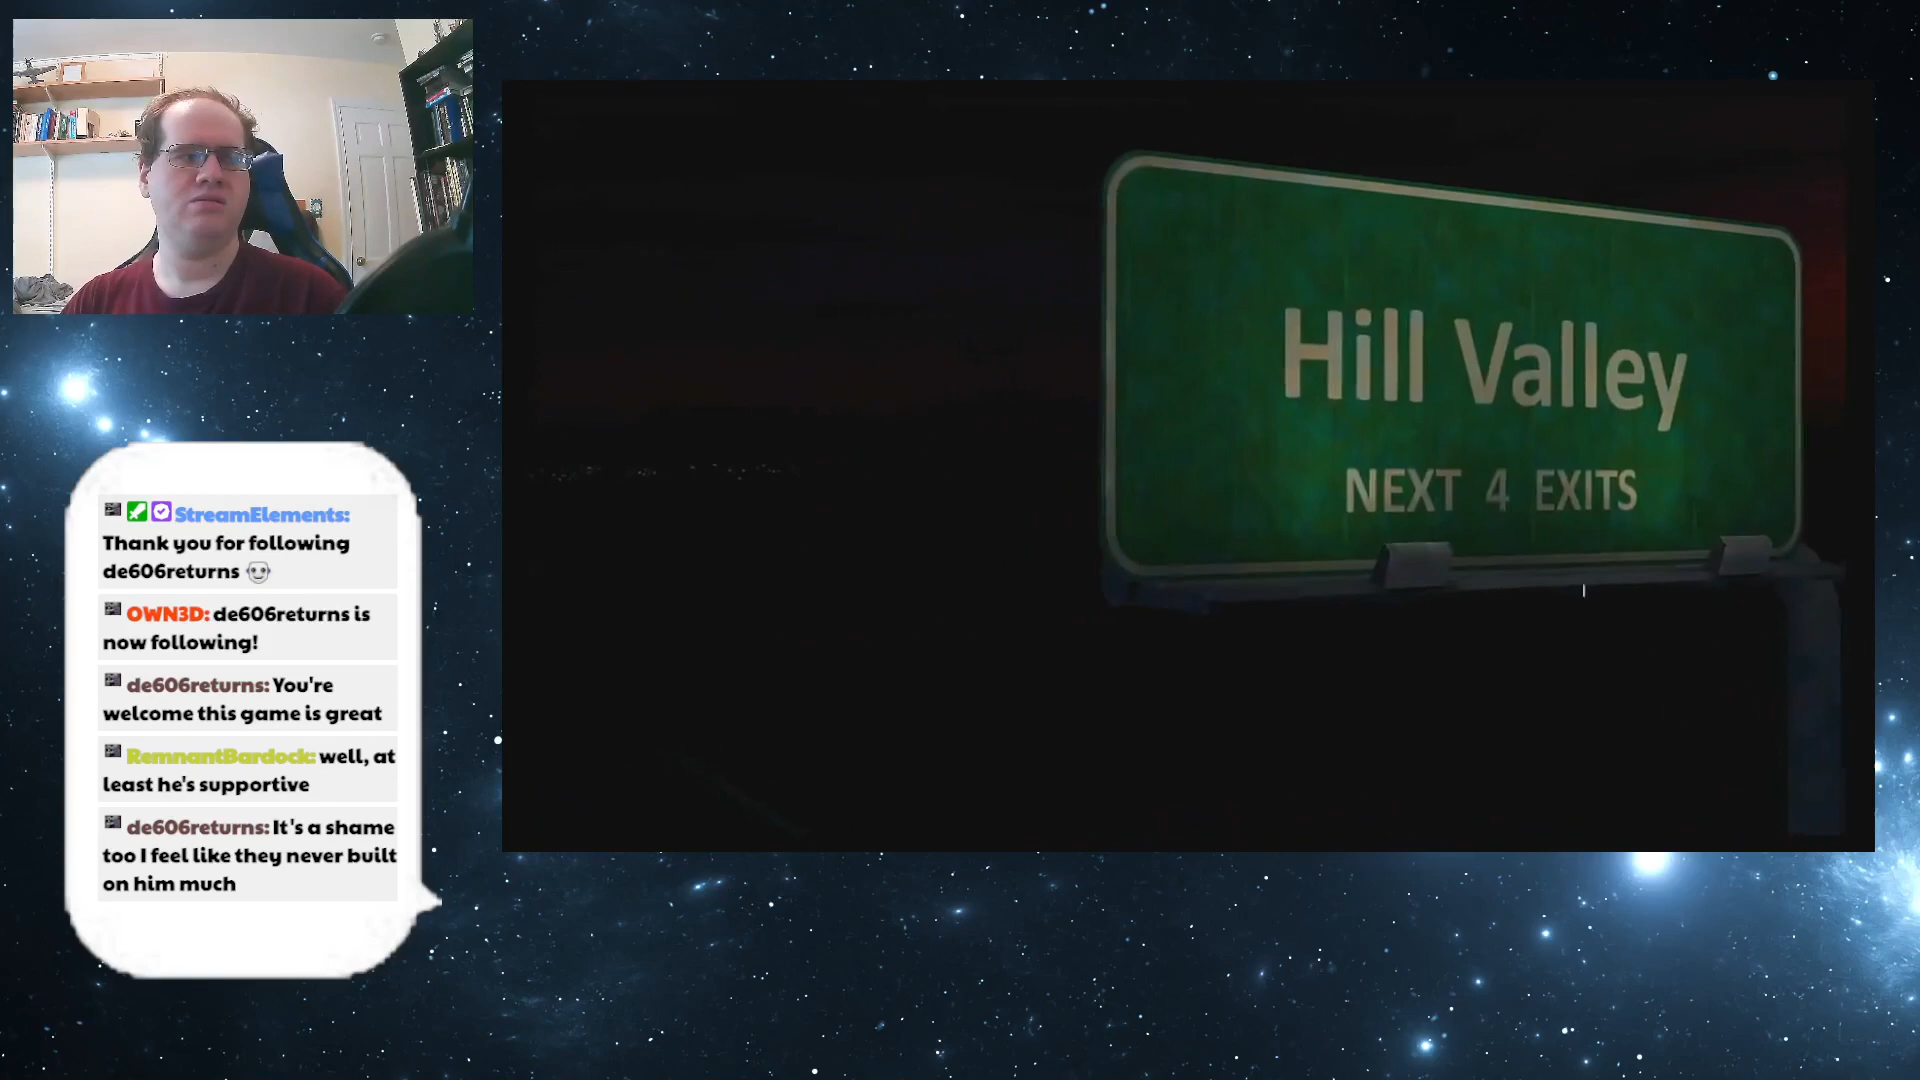 StreamElements:
Thank you for following
de606returns
OWN3D: de606returns is
now following!
de606returns: You're
welcome this game is great
RemnantBardock: well, at
least he's supportive
de606returns: It's a shame
too I feel like they never built
on him much
Hill Valley
NEXT 4 EXITS